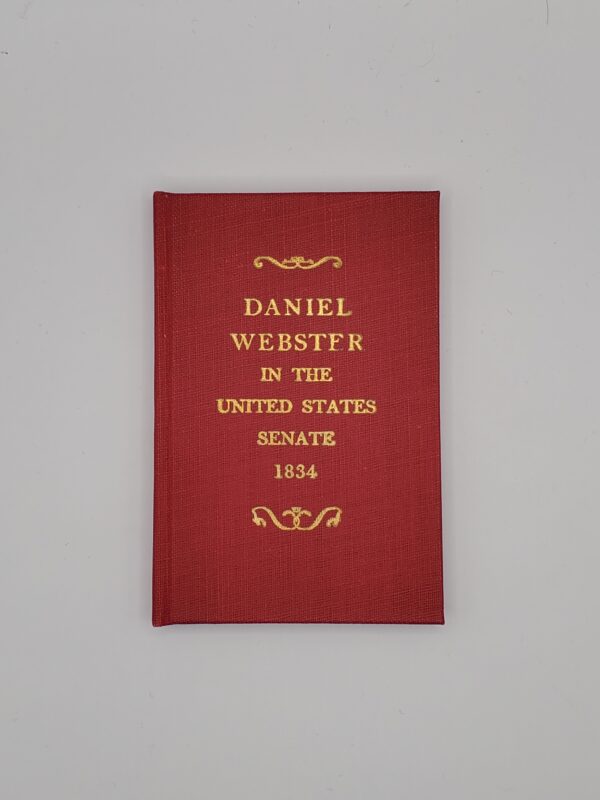 DANIEL
WEBSTER
IN THE
UNITED STATES
SENATE
1834